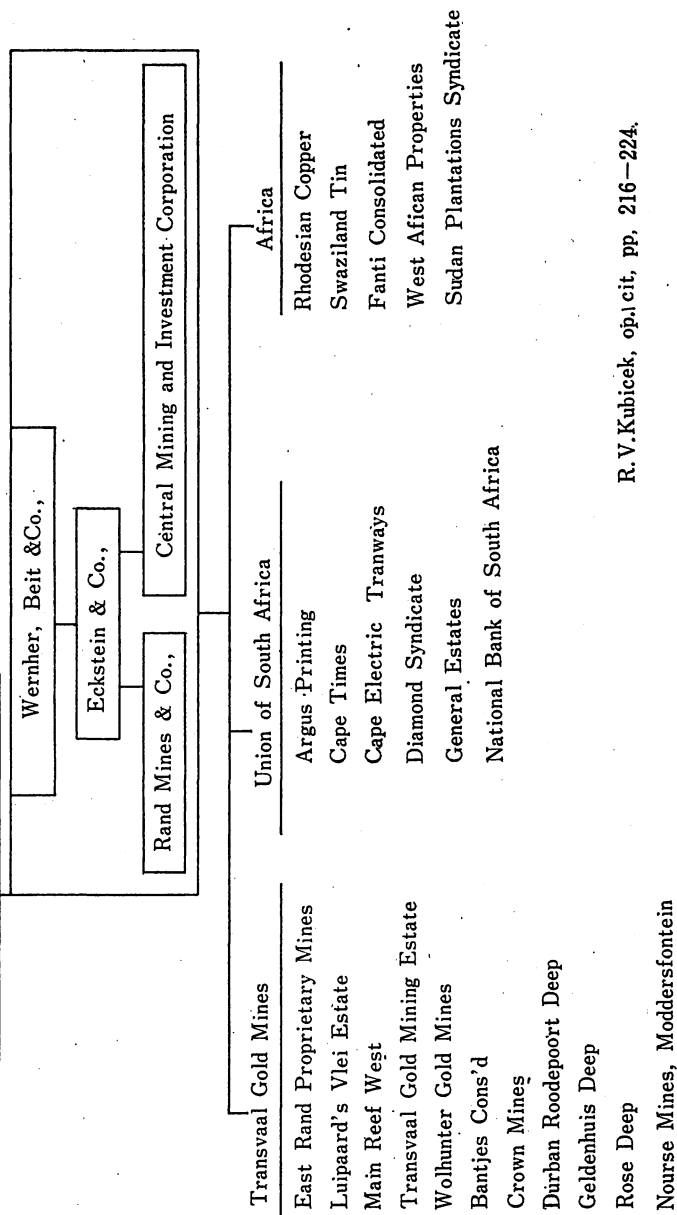 Wernher, Beit &Co.,
Eckstein & Co.,
Rand Mines & Co.,
Central Mining and Investment Corporation
Transvaal Gold Mines
East Rand Proprietary Mines
Luipaard's Vlei Estate
Main Reef West
Transvaal Gold Mining Estate
Wolhunter Gold Mines
Bantjes Cons'd
Crown Mines
Durban Roodepoort Deep
Geldenhuis Deep
Rose Deep
Nourse Mines, Moddersfontein
Union of South Africa
Argus Printing
Cape Times
Cape Electric Tranways
Diamond Syndicate
General Estates
National Bank of South Africa
Africa
Rhodesian Copper
Swaziland Tin
Fanti Consolidated
West Afican Properties
Sudan Plantations Syndicate
R.V.Kubicek, op. cit, pp, 216–224.